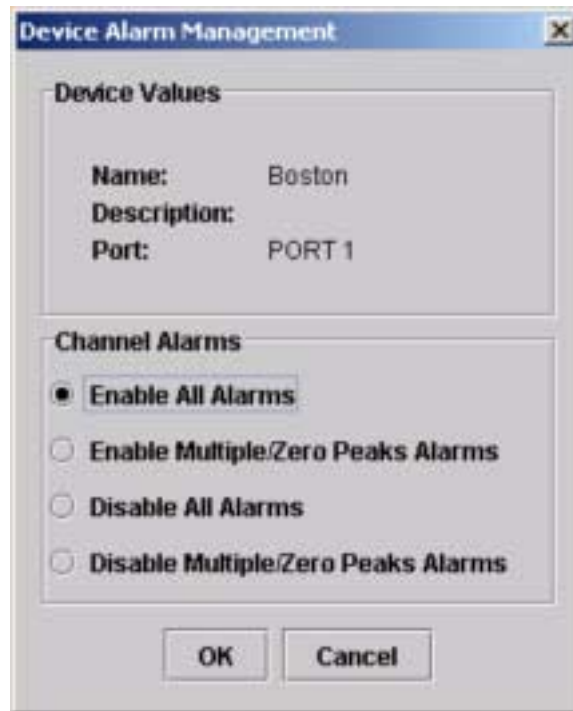 Device Alarm Management
Device Values
Name: Boston
Description:
Port: PORT 1
Channel Alarms
Enable All Alarms
Enable Multiple/Zero Peaks Alarms
Disable All Alarms
Disable Multiple/Zero Peaks Alarms
OK Cancel